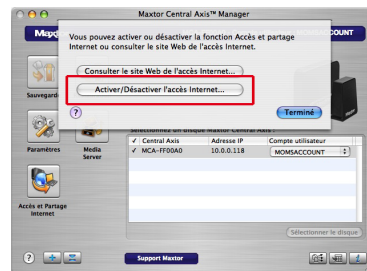 Maxtor Central Axis™ Manager
Vous pouvez activer ou désactiver la fonction Accès et partage
Internet ou consulter le site Web de l'accès Internet.
Consulter le site Web de l'accès Internet...
Activer/Désactiver l'accès Internet...
?
Terminé
Sauvegard
Paramètres
Media
Server
Accès et Partage
Internet
Sélectionnez un disque Maxtor Central Axis :
✓ Central Axis Adresse IP Compte utilisateur
✓ MCA-FF00A0 10.0.0.118 MOMSACCOUNT
Sélectionner le disque
? + Support Maxtor